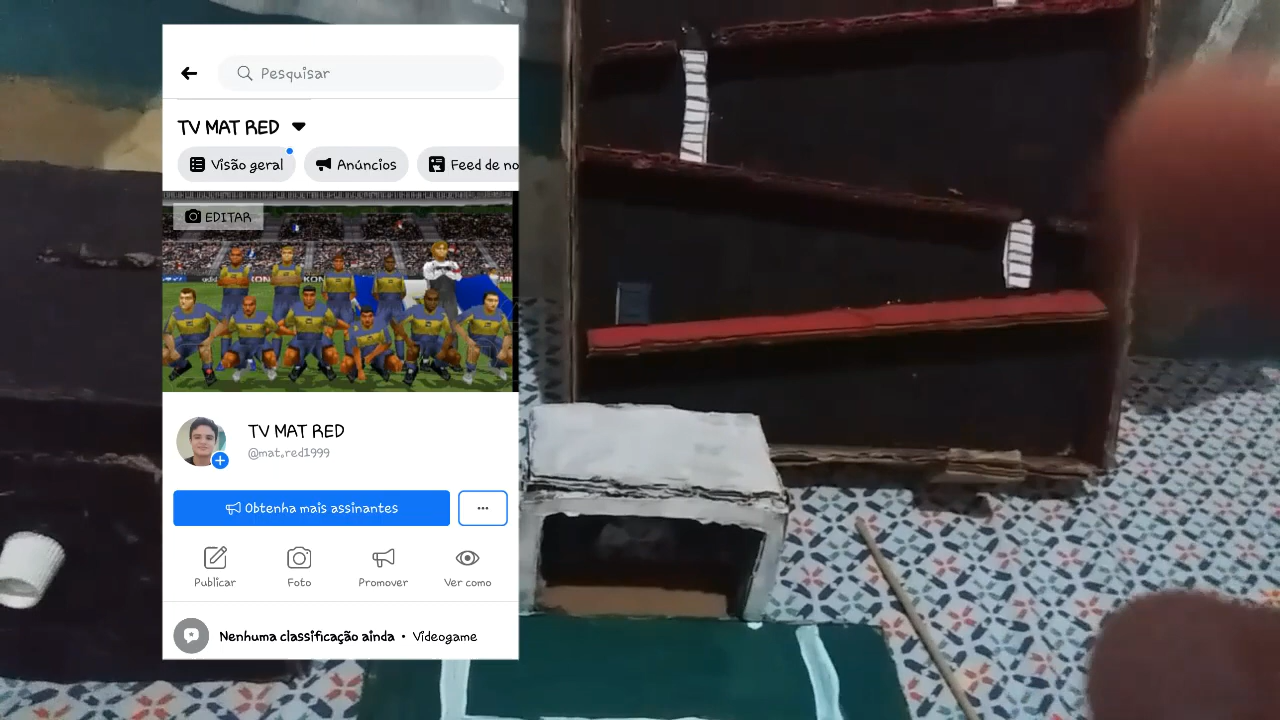 Pesquisar
TV MAT RED
Visão geral
Anúncios
Feed de no
EDITAR
TV MAT RED
@mat.red1999
Obtenha mais assinantes
Publicar
Foto
Promover
Ver como
Nenhuma classificação ainda • Videogame